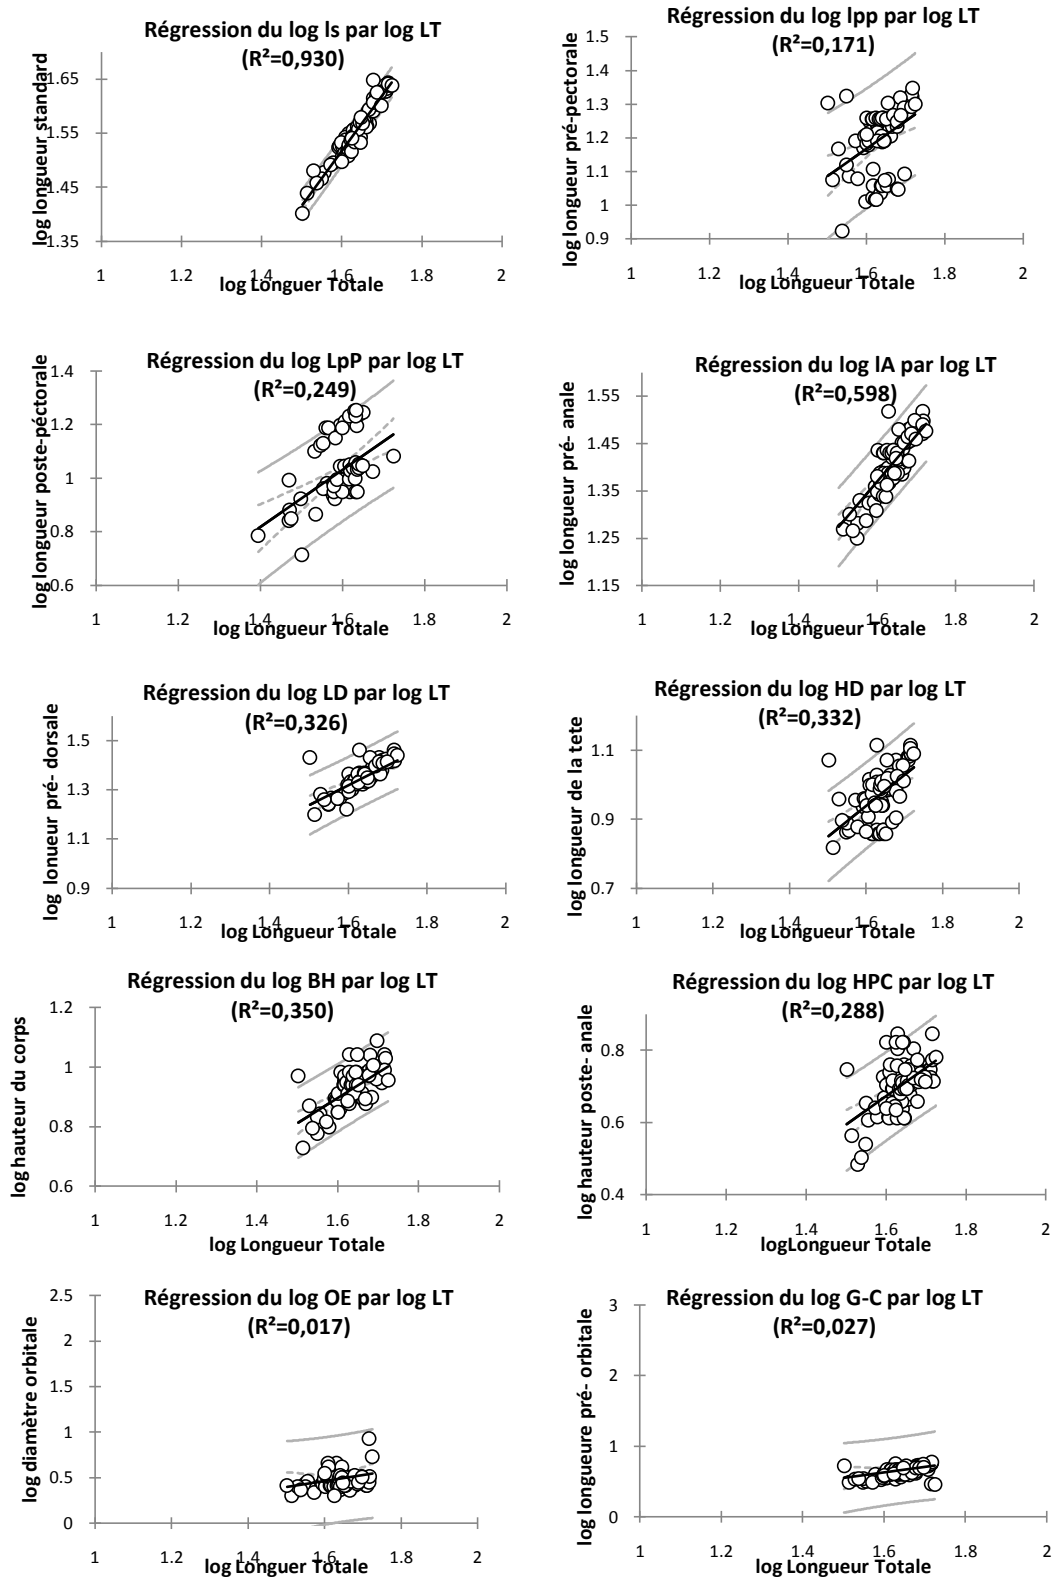 Régression du log ls par log LT
(R²=0,930)
log longueur standard
1.65
1.55
1.45
1.35
1
1.2
1.4
1.6
1.8
2
log Longuer Totale
Régression du log lpp par log LT
(R²=0,171)
log longueur pré-pectorale
1.5
1.4
1.3
1.2
1.1
1
0.9
1
1.2
1.4
1.6
1.8
2
log Longueur Totale
Régression du log LpP par log LT
(R²=0,249)
log longueur poste-péctorale
1.4
1.2
1
0.8
0.6
1
1.2
1.4
1.6
1.8
2
log Longueur Totale
Régression du log lA par log LT
(R²=0,598)
log longueur pré- anale
1.55
1.45
1.35
1.25
1.15
1
1.2
1.4
1.6
1.8
2
log Longueur Totale
Régression du log LD par log LT
(R²=0,326)
log lonueur pré- dorsale
1.5
1.3
1.1
0.9
1
1.2
1.4
1.6
1.8
2
log Longueur Totale
Régression du log HD par log LT
(R²=0,332)
log longueur de la tete
1.1
0.9
0.7
1
1.2
1.4
1.6
1.8
2
log Longueur Totale
Régression du log BH par log LT
(R²=0,350)
log hauteur du corps
1.2
1
0.8
0.6
1
1.2
1.4
1.6
1.8
2
log Longueur Totale
Régression du log HPC par log LT
(R²=0,288)
log hauteur poste- anale
0.8
0.6
0.4
1
1.2
1.4
1.6
1.8
2
logLongueur Totale
Régression du log OE par log LT
(R²=0,017)
log diamètre orbitale
2.5
2
1.5
1
0.5
0
1
1.2
1.4
1.6
1.8
2
log Longueur Totale
Régression du log G-C par log LT
(R²=0,027)
log longueure pré- orbitale
3
2
1
0
1
1.2
1.4
1.6
1.8
2
log Longueur Totale